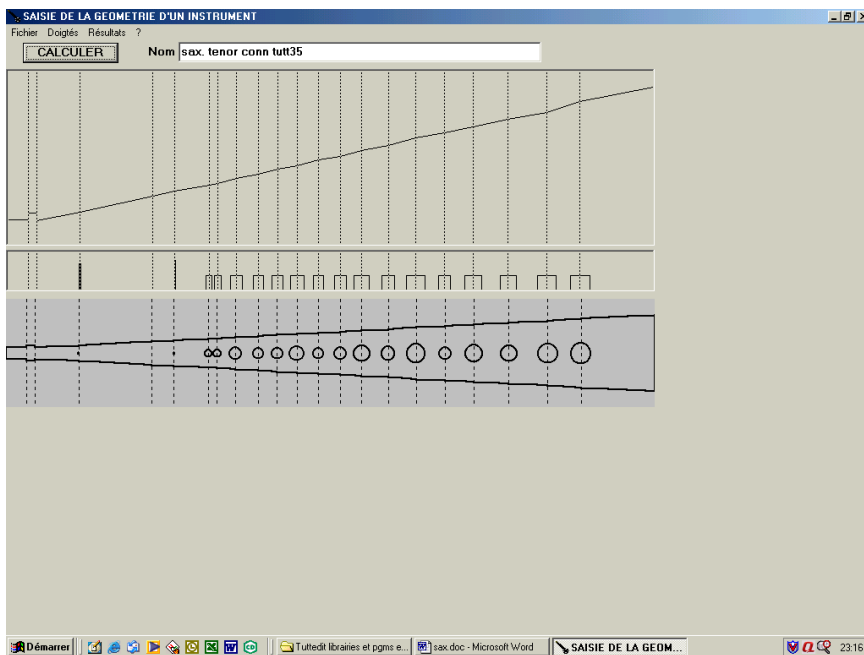 SAISIE DE LA GEOMETRIE D'UN INSTRUMENT
Fichier Doigtés Résultats ?
CALCULER Nom sax. tenor conn tutt35
Démarrer Tuttedit librairies et pgms e... sax.doc - Microsoft Word SAISIE DE LA GEOM... 23:16